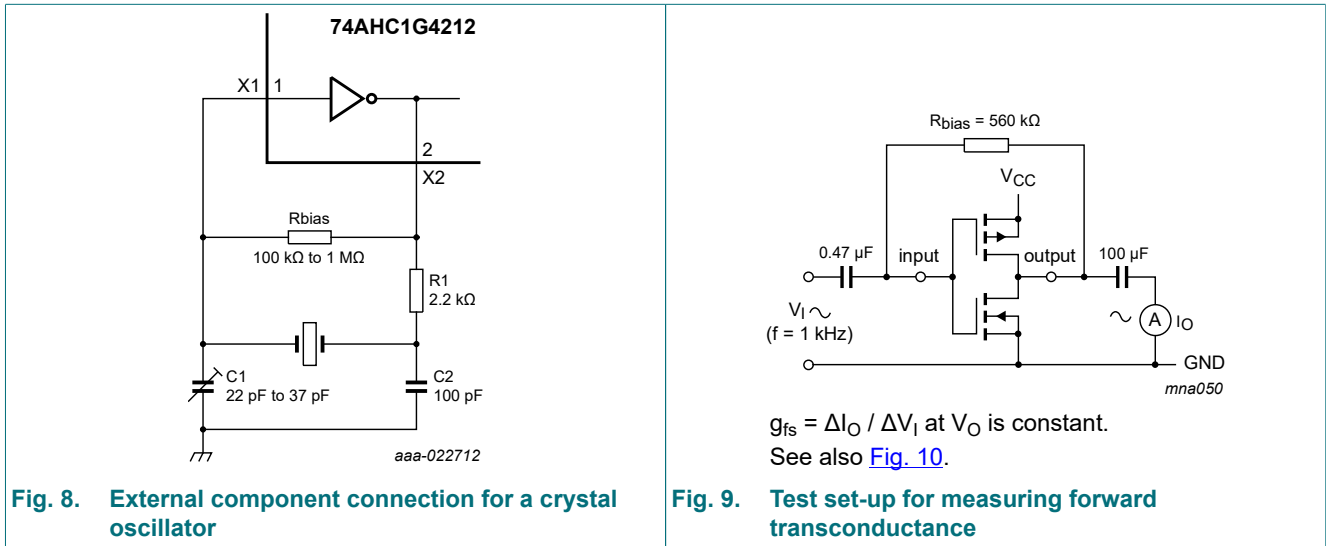 74AHC1G4212
X1 1
2
X2
Rbias
100 kΩ to 1 MΩ
R1
2.2 kΩ
C1
22 pF to 37 pF
C2
100 pF
aaa-022712
Fig. 8. External component connection for a crystal
oscillator
Rbias = 560 kΩ
VCC
0.47 µF
input
output
100 µF
VI
(f = 1 kHz)
A
IO
GND
mna050
gfs = ΔIO / ΔVI at VO is constant.
See also Fig. 10.
Fig. 9. Test set-up for measuring forward
transconductance